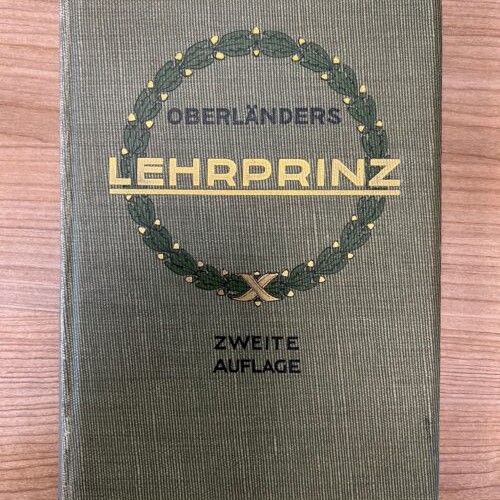 OBERLÄNDERS
LEHRPRINZ
ZWEITE
AUFLAGE